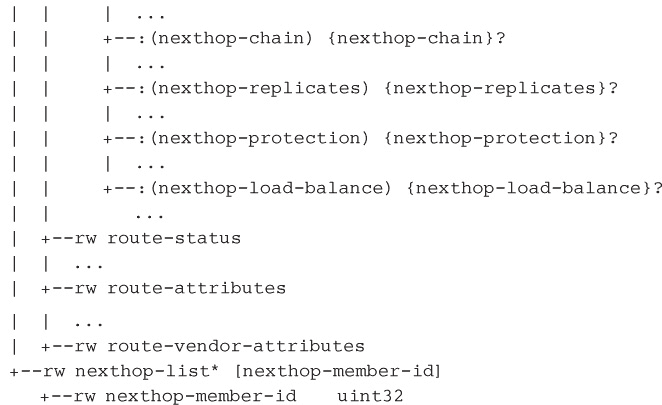 |  |     |  ...
|  |     +--:(nexthop-chain) {nexthop-chain}?
|  |     |  ...
|  |     +--:(nexthop-replicates) {nexthop-replicates}?
|  |     |  ...
|  |     +--:(nexthop-protection) {nexthop-protection}?
|  |     |  ...
|  |     +--:(nexthop-load-balance) {nexthop-load-balance}?
|  |        ...
|  +--rw route-status
|  |  ...
|  +--rw route-attributes
|  |  ...
|  +--rw route-vendor-attributes
+--rw nexthop-list* [nexthop-member-id]
   +--rw nexthop-member-id    uint32